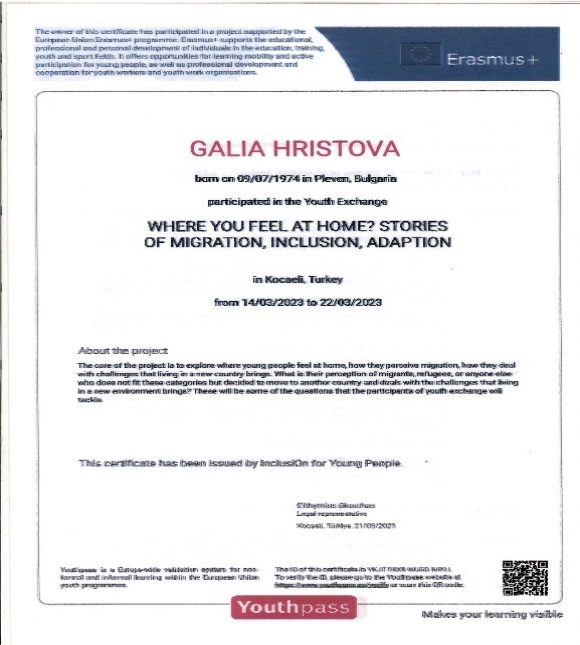 The owner of this certificate has participated in a project supported by the
European Union Erasmus+ programme. Erasmus+ supports the educational,
professional and personal development of individuals in the education, training,
youth and sport fields. It offers opportunities for learning mobility and active
participation for young people, as well as professional development and
cooperation for youth workers and youth work organisations.
Erasmus+
GALIA HRISTOVA
born on 09/07/1974 in Pleven, Bulgaria
participated in the Youth Exchange
WHERE YOU FEEL AT HOME? STORIES
OF MIGRATION, INCLUSION, ADAPTION
in Kocaeli, Turkey
from 14/03/2023 to 22/03/2023
About the project
The core of the project is to explore where young people feel at home, how they perceive migration, how they deal
with challenges that living in a new country brings. What is their perception of migrants, refugees, or anyone else
who does not fit these categories but decided to move to another country and deals with the challenges that living
in a new environment brings? These will be some of the questions that the participants of youth exchange will
tackle.
This certificate has been issued by InclusiOn for Young People.
Legal representative
Kocaeli, Türkiye, 21/03/2023
Youthpass is a Europe-wide validation system for non-
formal and informal learning within the European Union
youth programmes.
The ID of this certificate is
To verify the ID, please go to the Youthpass website at
or scan this QR code.
Youthpass
Makes your learning visible